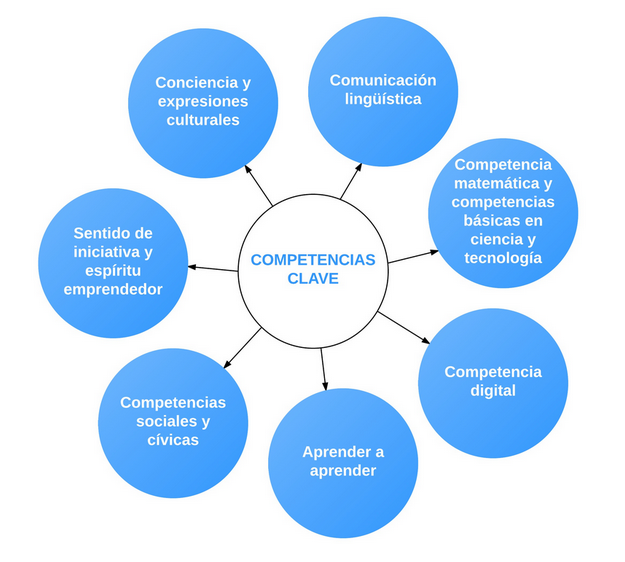 Conciencia y
expresiones
culturales
Comunicación
lingüística
Competencia
matemática y
competencias
básicas en
ciencia y
tecnología
Sentido de
iniciativa y
espíritu
emprendedor
COMPETENCIAS
CLAVE
Competencia
digital
Competencias
sociales y
cívicas
Aprender a
aprender